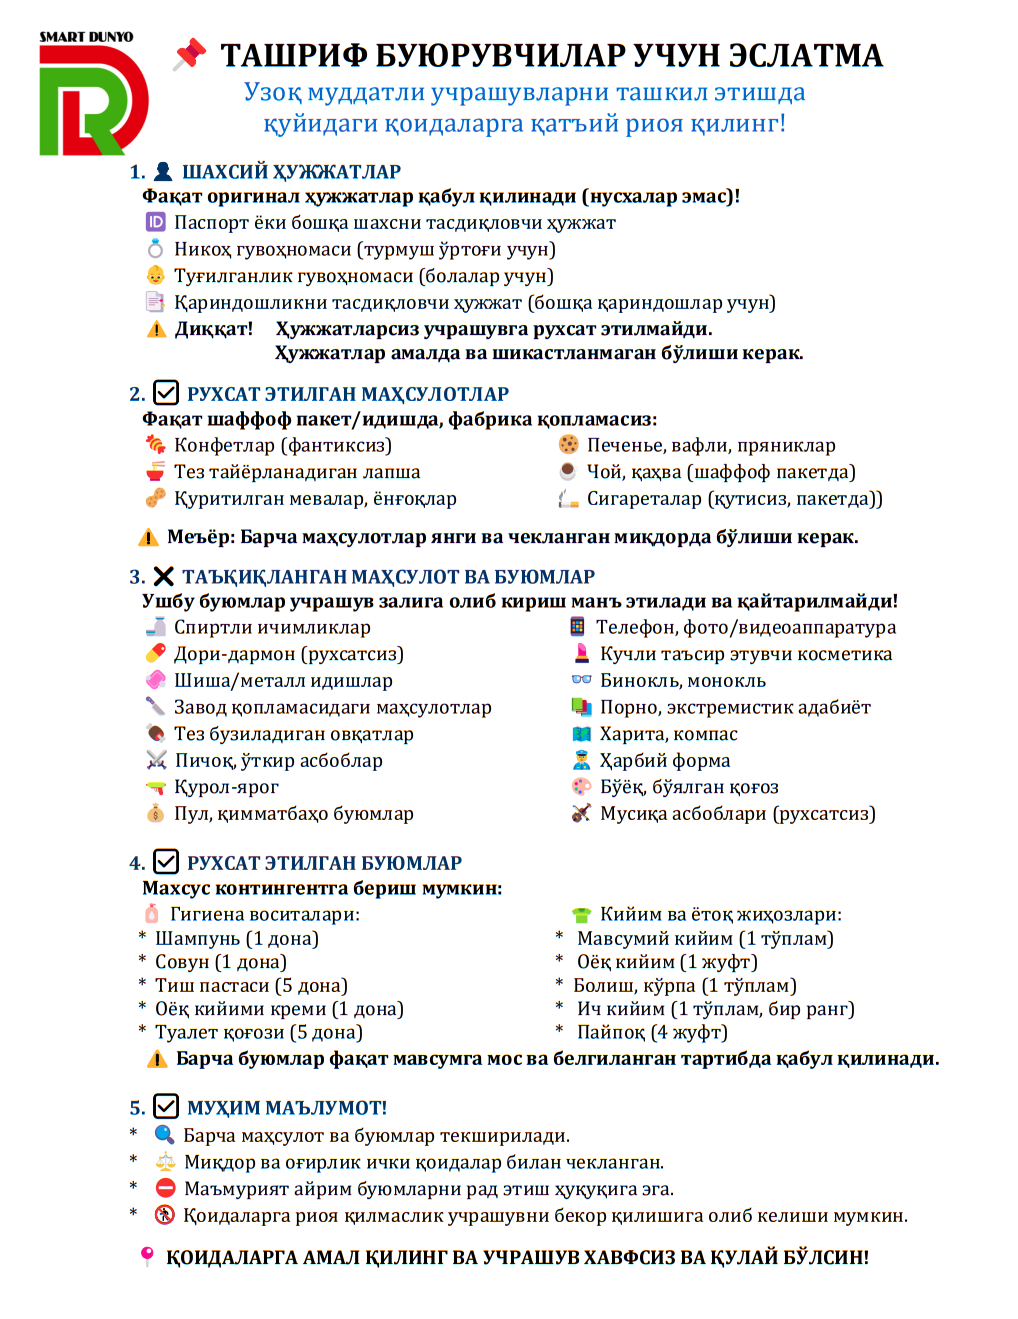 SMART DUNYO
ТАШРИФ БУЮРУВЧИЛАР УЧУН ЭСЛАТМА
Узоқ муддатли учрашувларни ташкил этишда
қуйидаги қоидаларга қатъий риоя қилинг!
1. ШАХСИЙ ҲУЖЖАТЛАР
Фақат оригинал ҳужжатлар қабул қилинади (нусхалар эмас)!
ID Паспорт ёки бошқа шахсни тасдиқловчи ҳужжат
Никоҳ гувоҳномаси (турмуш ўртоғи учун)
Туғилганлик гувоҳномаси (болалар учун)
Қариндошликни тасдиқловчи ҳужжат (бошқа қариндошлар учун)
Диққат! Ҳужжатларсиз учрашувга рухсат этилмайди.
Ҳужжатлар амалда ва шикастланмаган бўлиши керак.
2. РУХСАТ ЭТИЛГАН МАҲСУЛОТЛАР
Фақат шаффоф пакет/идишда, фабрика қопламасиз:
Конфетлар (фантиксиз) Печенье, вафли, пряниклар
Тез тайёрланадиган лапша Чой, қаҳва (шаффоф пакетда)
Қуритилган мевалар, ёнғоқлар Сигареталар (қутисиз, пакетда))
Меъёр: Барча маҳсулотлар янги ва чекланган миқдорда бўлиши керак.
3. ТАЪҚИҚЛАНГАН МАҲСУЛОТ ВА БУЮМЛАР
Ушбу буюмлар учрашув залига олиб кириш манъ этилади ва қайтарилмайди!
Спиртли ичимликлар Телефон, фото/видеоаппаратура
Дори-дармон (рухсатсиз) Кучли таъсир этувчи косметика
Шиша/металл идишлар Бинокль, монокль
Завод қопламасидаги маҳсулотлар Порно, экстремистик адабиёт
Тез бузиладиган овқатлар Харита, компас
Пичоқ, ўткир асбоблар Ҳарбий форма
Қурол-ярог Бўёқ, бўялган қоғоз
Пул, қимматбаҳо буюмлар Мусиқа асбоблари (рухсатсиз)
4. РУХСАТ ЭТИЛГАН БУЮМЛАР
Махсус контингентга бериш мумкин:
Гигиена воситалари: Кийим ва ётоқ жиҳозлари:
* Шампунь (1 дона) * Мавсумий кийим (1 тўплам)
* Совун (1 дона) * Оёқ кийим (1 жуфт)
* Тиш пастаси (5 дона) * Болиш, кўрпа (1 тўплам)
* Оёқ кийими креми (1 дона) * Ич кийим (1 тўплам, бир ранг)
* Туалет қоғози (5 дона) * Пайпоқ (4 жуфт)
Барча буюмлар фақат мавсумга мос ва белгиланган тартибда қабул қилинади.
5. МУҲИМ МАЪЛУМОТ!
* Барча маҳсулот ва буюмлар текширилади.
* Миқдор ва оғирлик ички қоидалар билан чекланган.
* Маъмурият айрим буюмларни рад этиш ҳуқуқига эга.
* Қоидаларга риоя қилмаслик учрашувни бекор қилишига олиб келиши мумкин.
ҚОИДАЛАРГА АМАЛ ҚИЛИНГ ВА УЧРАШУВ ХАВФСИЗ ВА ҚУЛАЙ БЎЛСИН!